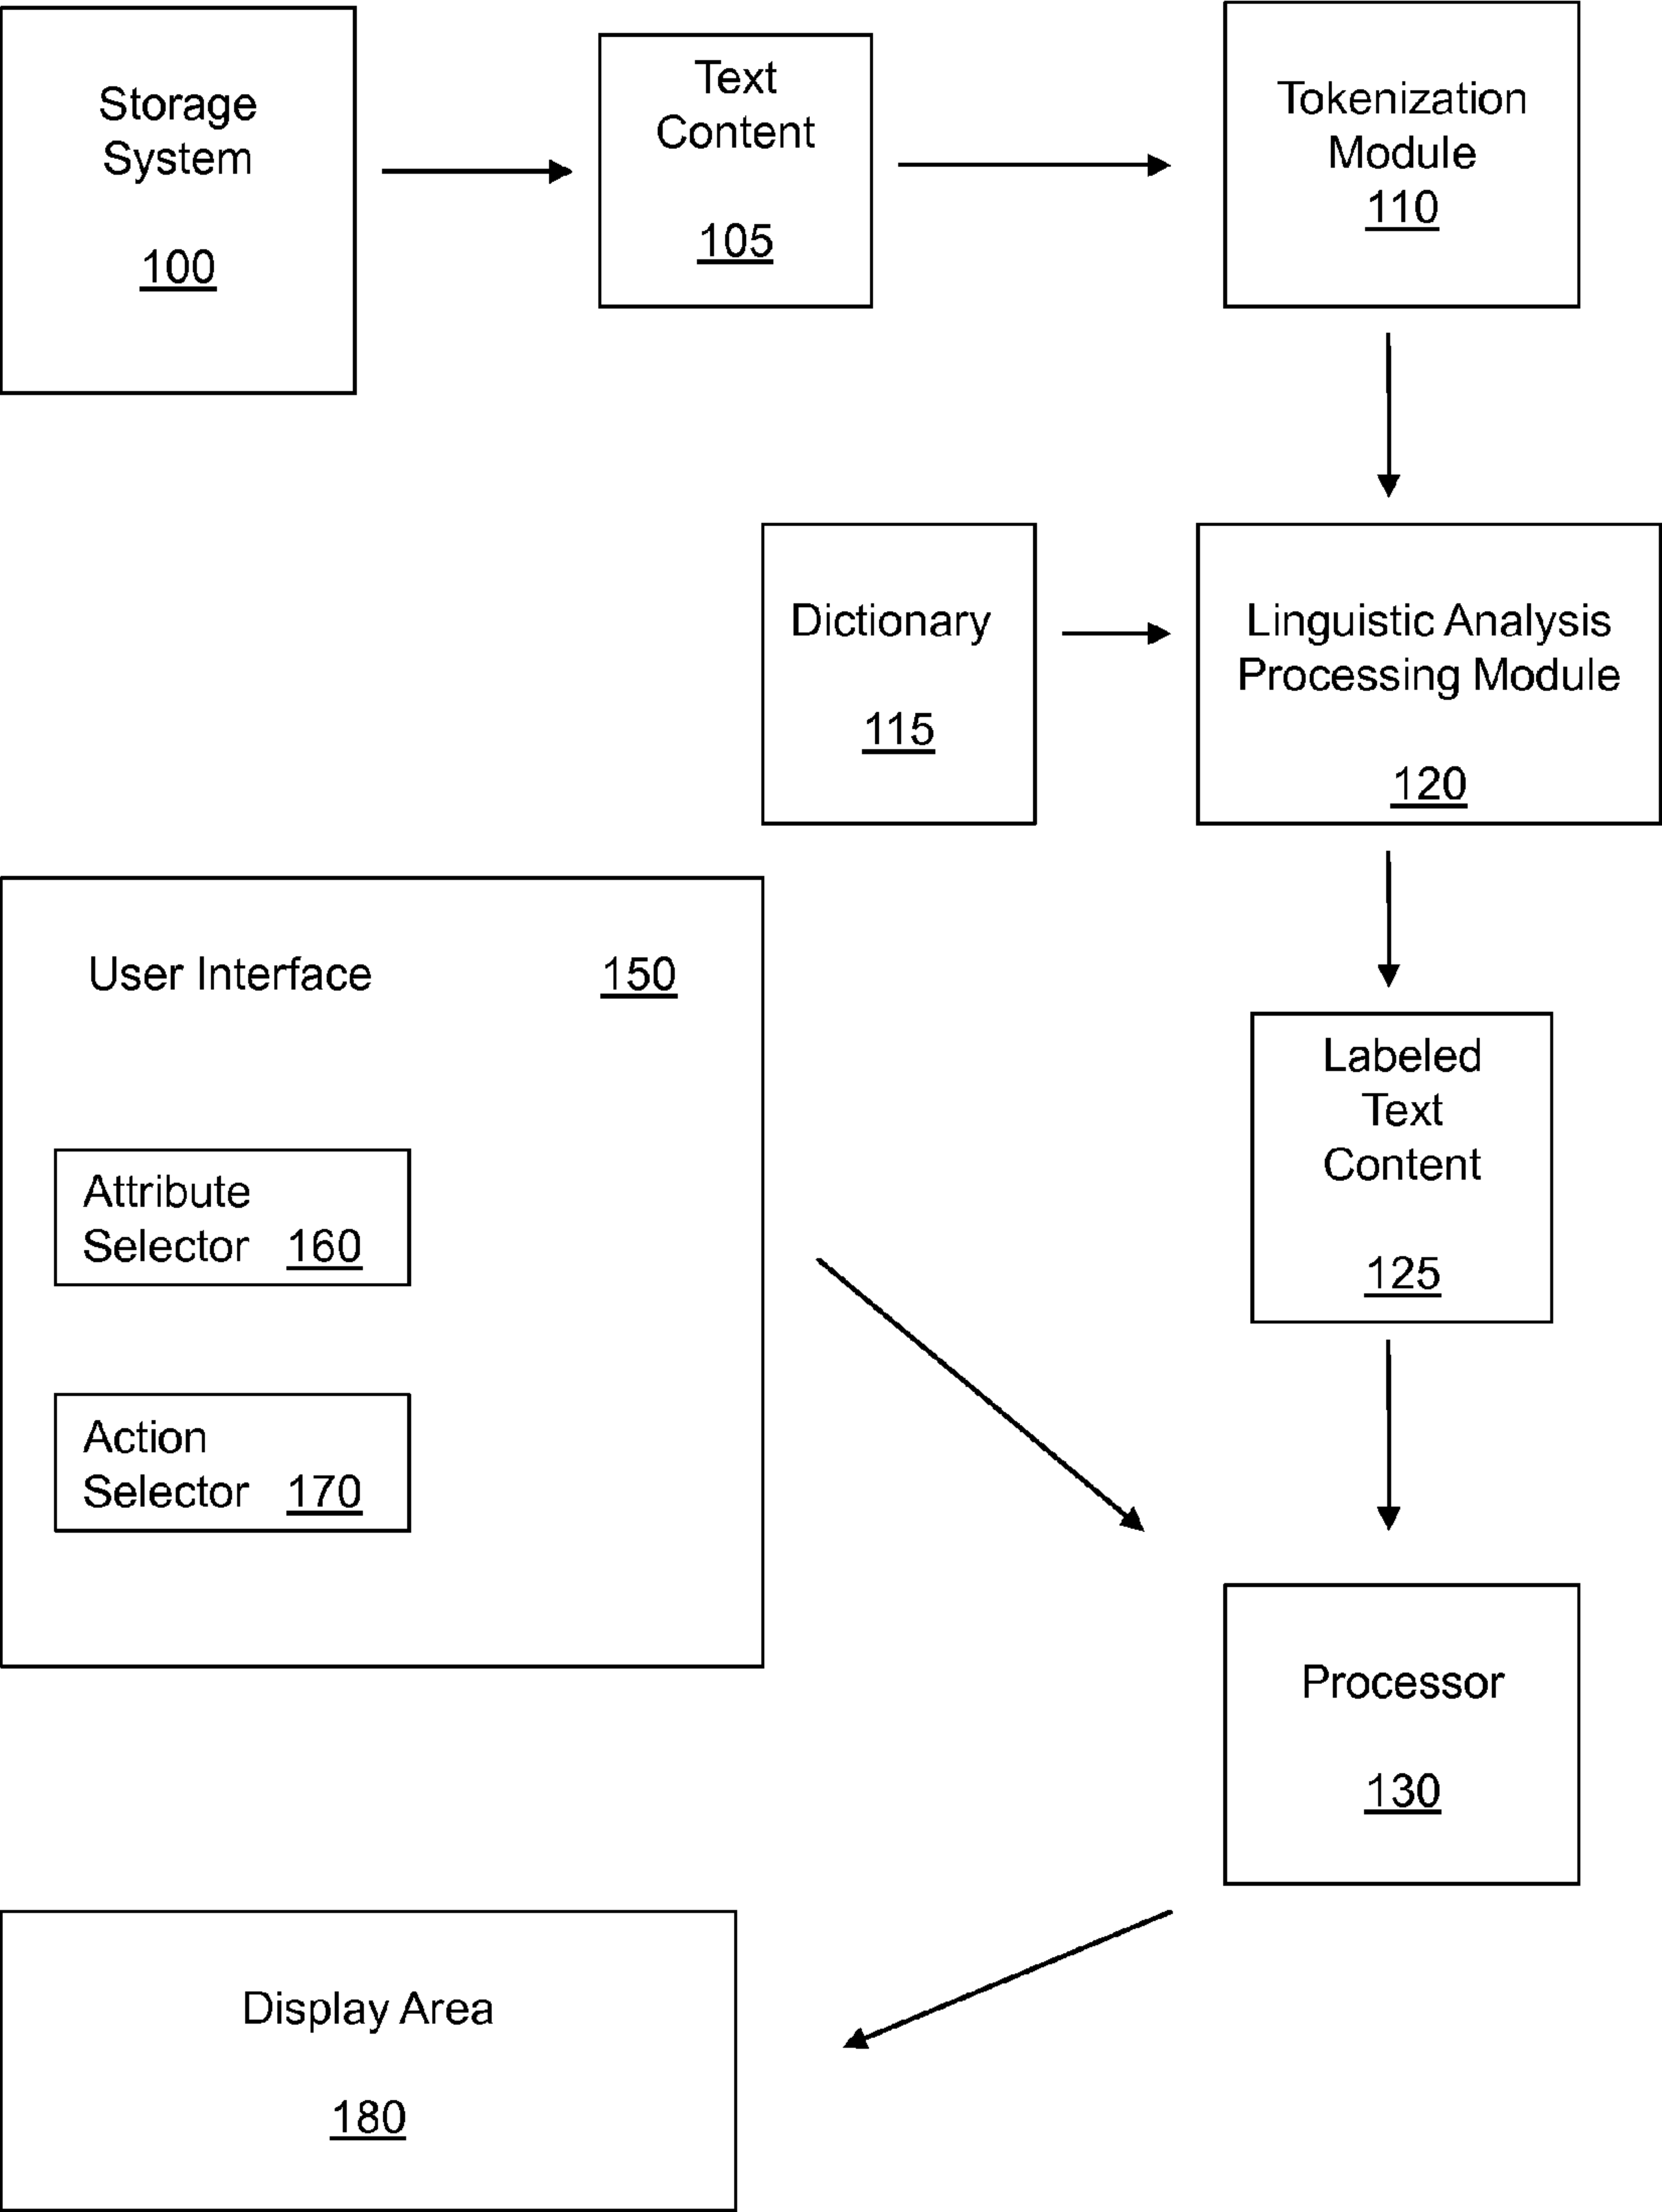 Storage
System
100
Text
Content
105
Tokenization
Module
110
Dictionary
115
Linguistic Analysis
Processing Module
120
User Interface 150
Attribute
Selector 160
Action
Selector 170
Labeled
Text
Content
125
Processor
130
Display Area
180